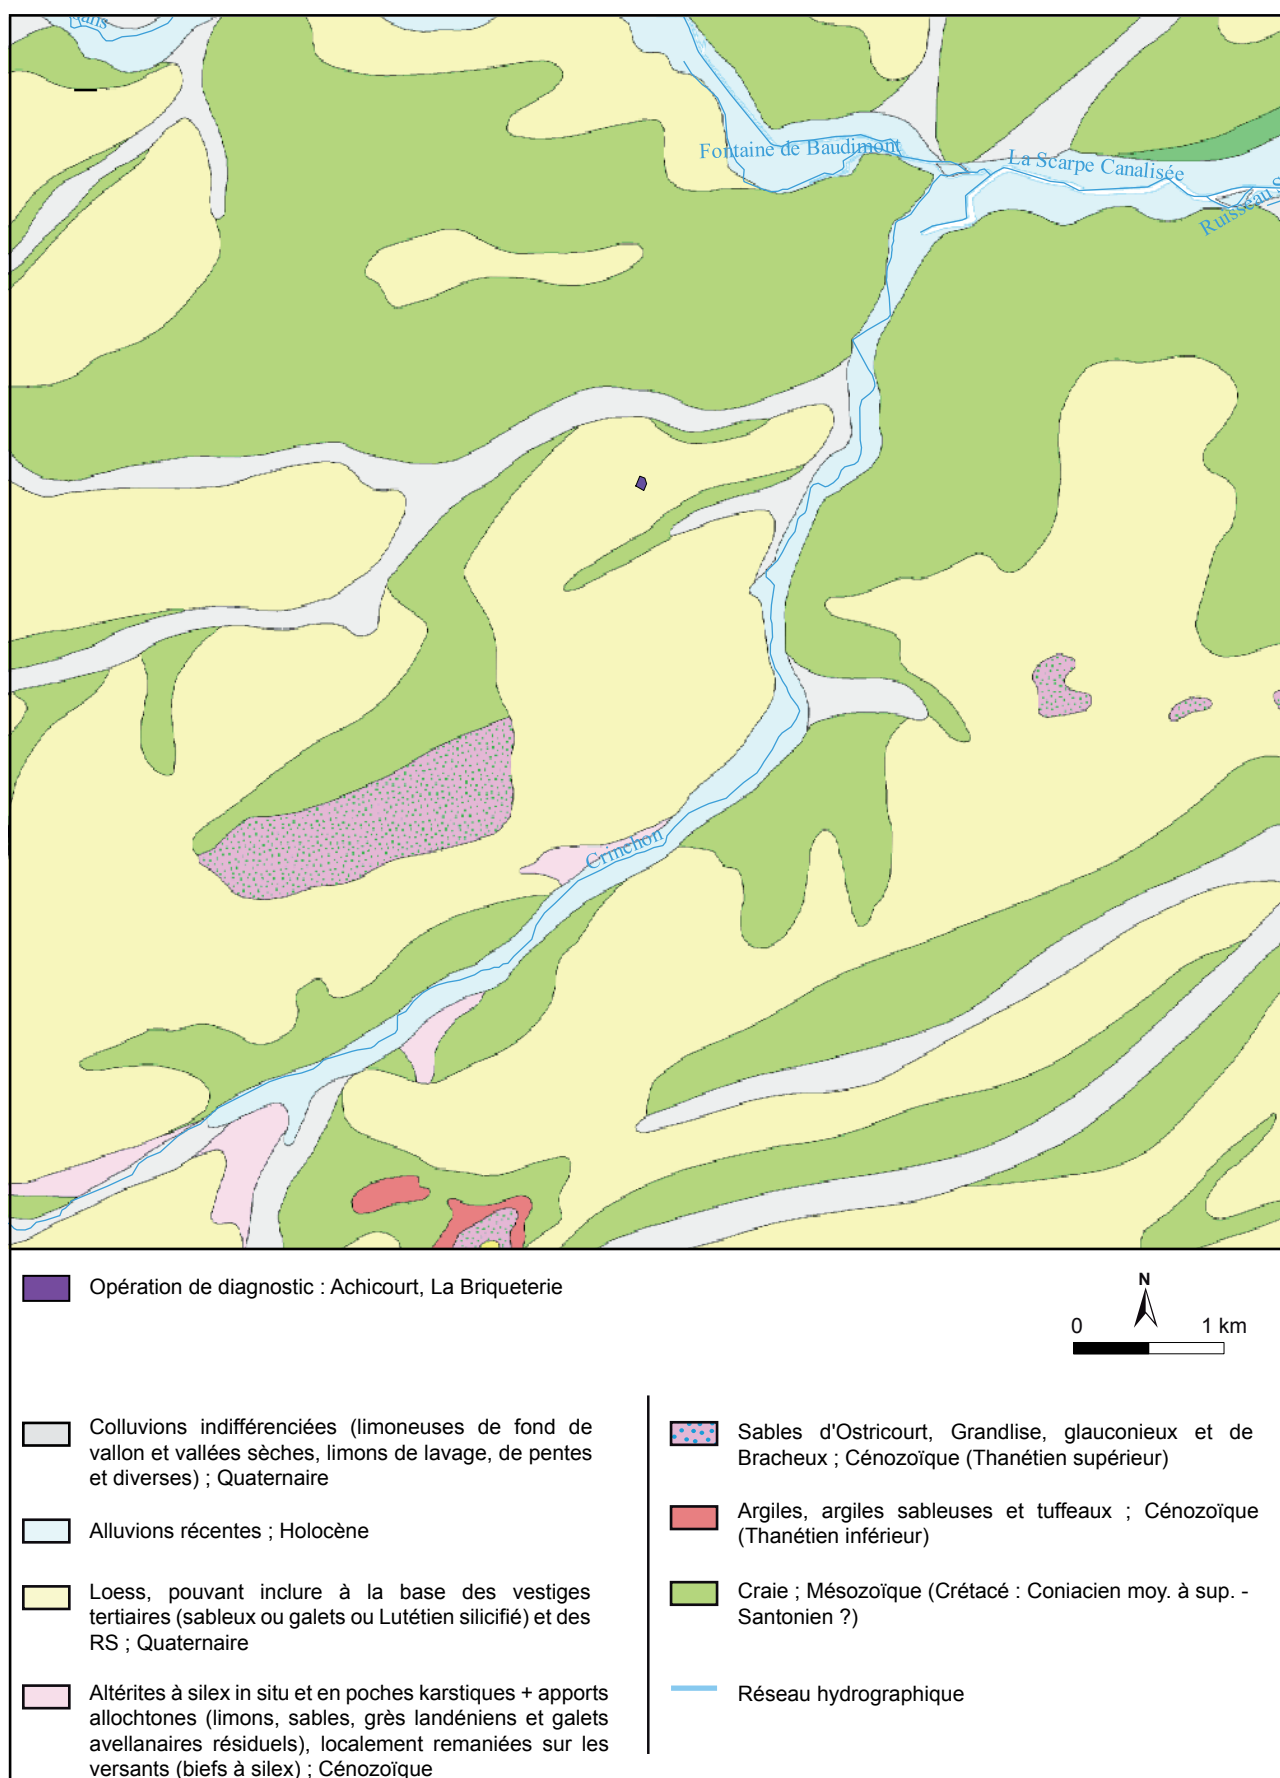 Fontaine de Baudimont
La Scarpe Canalisée
Ruisseau S
Crinchon
Opération de diagnostic : Achicourt, La Briqueterie
N
0 1 km
Colluvions indifférenciées (limoneuses de fond de
vallon et vallées sèches, limons de lavage, de pentes
et diverses) ; Quaternaire
Alluvions récentes ; Holocène
Loess, pouvant inclure à la base des vestiges
tertiaires (sableux ou galets ou Lutétien silicifié) et des
RS ; Quaternaire
Altérites à silex in situ et en poches karstiques + apports
allochtones (limons, sables, grès landéniens et galets
avellanaires résiduels), localement remaniées sur les
versants (biefs à silex) ; Cénozoïque
Sables d'Ostricourt, Grandlise, glauconieux et de
Bracheux ; Cénozoïque (Thanétien supérieur)
Argiles, argiles sableuses et tuffeaux ; Cénozoïque
(Thanétien inférieur)
Craie ; Mésozoïque (Crétacé : Coniacien moy. à sup. -
Santonien ?)
Réseau hydrographique